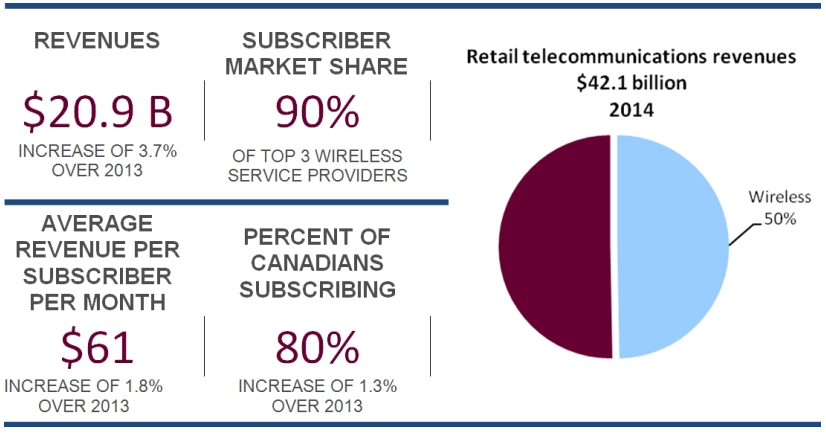 REVENUES
$20.9 B
INCREASE OF 3.7%
OVER 2013
SUBSCRIBER
MARKET SHARE
90%
OF TOP 3 WIRELESS
SERVICE PROVIDERS
AVERAGE
REVENUE PER
SUBSCRIBER
PER MONTH
$61
INCREASE OF 1.8%
OVER 2013
PERCENT OF
CANADIANS
SUBSCRIBING
80%
INCREASE OF 1.3%
OVER 2013
Retail telecommunications revenues
$42.1 billion
2014
Wireless
50%